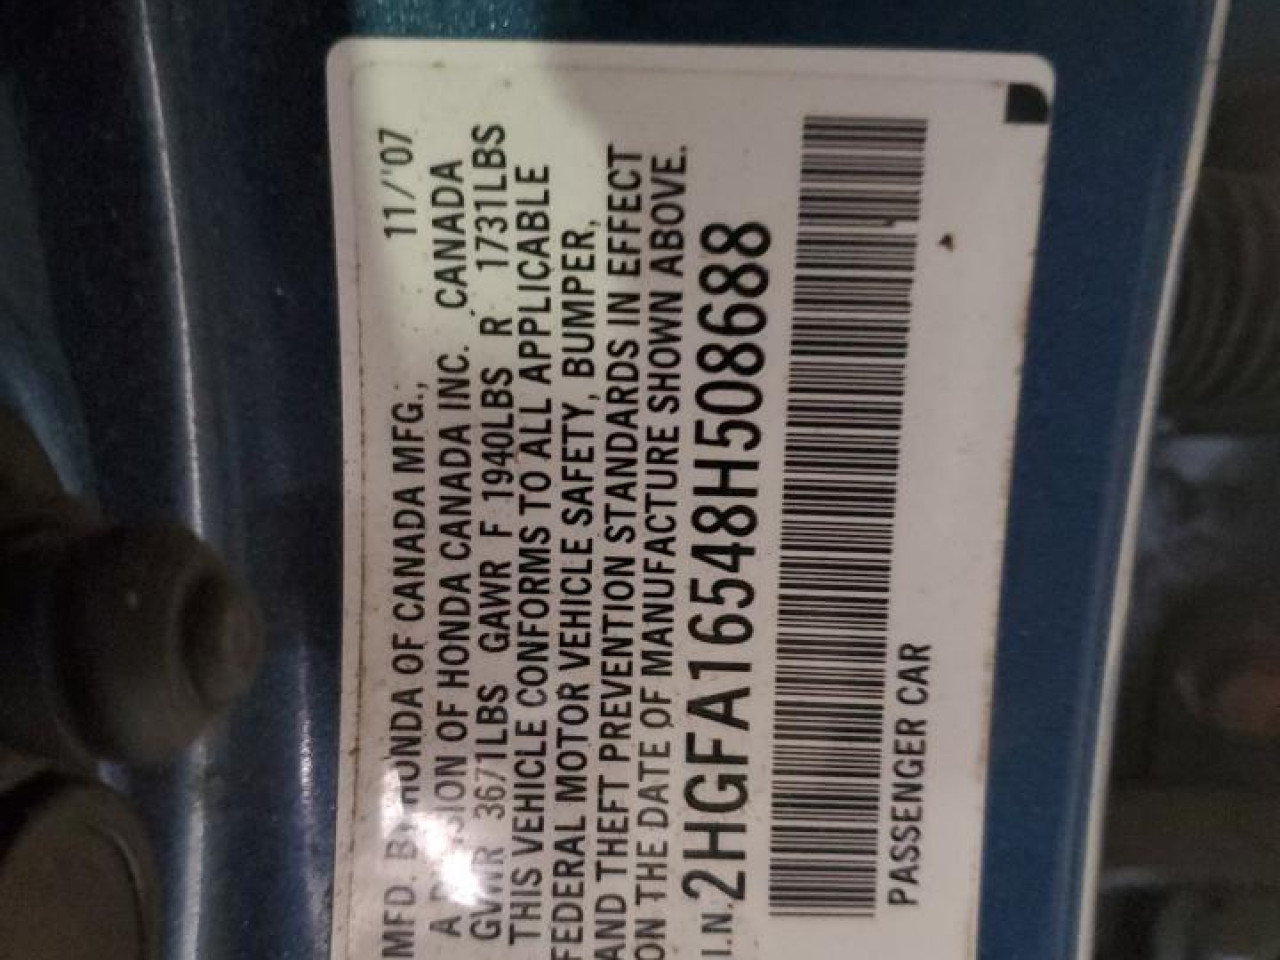 MFD. BY HONDA OF CANADA MFG., 11/'07
A DIVISION OF HONDA CANADA INC. CANADA
GVWR 3671LBS GAWR F 1940LBS R 1731LBS
THIS VEHICLE CONFORMS TO ALL APPLICABLE
FEDERAL MOTOR VEHICLE SAFETY, BUMPER,
AND THEFT PREVENTION STANDARDS IN EFFECT
ON THE DATE OF MANUFACTURE SHOWN ABOVE.
I.N. 2HGFA16548H508688
PASSENGER CAR